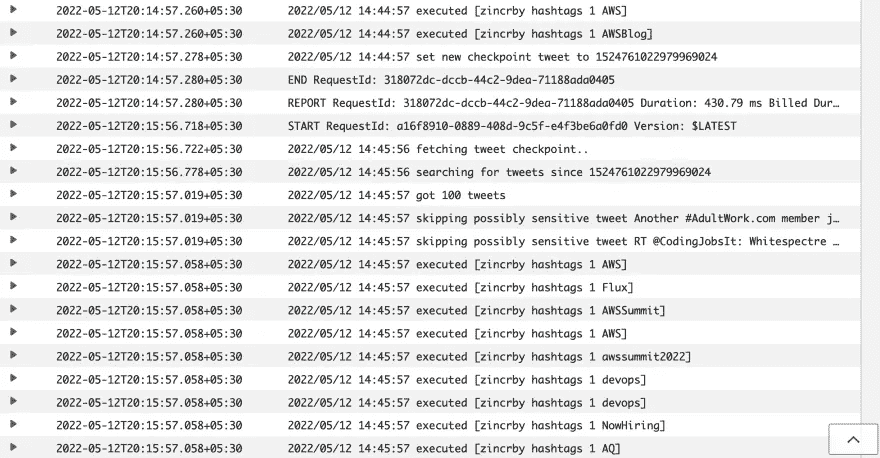 2022-05-12T20:14:57.260+05:30 2022/05/12 14:44:57 executed [zincrby hashtags 1 AWS]
2022-05-12T20:14:57.260+05:30 2022/05/12 14:44:57 executed [zincrby hashtags 1 AWSBlog]
2022-05-12T20:14:57.278+05:30 2022/05/12 14:44:57 set new checkpoint tweet to 1524761022979969024
2022-05-12T20:14:57.280+05:30 END RequestId: 318072dc-dccb-44c2-9dea-71188ada0405
2022-05-12T20:14:57.280+05:30 REPORT RequestId: 318072dc-dccb-44c2-9dea-71188ada0405 Duration: 430.79 ms Billed Dur…
2022-05-12T20:15:56.718+05:30 START RequestId: a16f8910-0889-408d-9c5f-e4f3be6a0fd0 Version: $LATEST
2022-05-12T20:15:56.722+05:30 2022/05/12 14:45:56 fetching tweet checkpoint..
2022-05-12T20:15:56.778+05:30 2022/05/12 14:45:56 searching for tweets since 1524761022979969024
2022-05-12T20:15:57.019+05:30 2022/05/12 14:45:57 got 100 tweets
2022-05-12T20:15:57.019+05:30 2022/05/12 14:45:57 skipping possibly sensitive tweet Another #AdultWork.com member j…
2022-05-12T20:15:57.019+05:30 2022/05/12 14:45:57 skipping possibly sensitive tweet RT @CodingJobsIt: Whitespectre …
2022-05-12T20:15:57.058+05:30 2022/05/12 14:45:57 executed [zincrby hashtags 1 AWS]
2022-05-12T20:15:57.058+05:30 2022/05/12 14:45:57 executed [zincrby hashtags 1 Flux]
2022-05-12T20:15:57.058+05:30 2022/05/12 14:45:57 executed [zincrby hashtags 1 AWSSummit]
2022-05-12T20:15:57.058+05:30 2022/05/12 14:45:57 executed [zincrby hashtags 1 AWS]
2022-05-12T20:15:57.058+05:30 2022/05/12 14:45:57 executed [zincrby hashtags 1 awssummit2022]
2022-05-12T20:15:57.058+05:30 2022/05/12 14:45:57 executed [zincrby hashtags 1 devops]
2022-05-12T20:15:57.058+05:30 2022/05/12 14:45:57 executed [zincrby hashtags 1 devops]
2022-05-12T20:15:57.058+05:30 2022/05/12 14:45:57 executed [zincrby hashtags 1 NowHiring]
2022-05-12T20:15:57.058+05:30 2022/05/12 14:45:57 executed [zincrby hashtags 1 AQ]